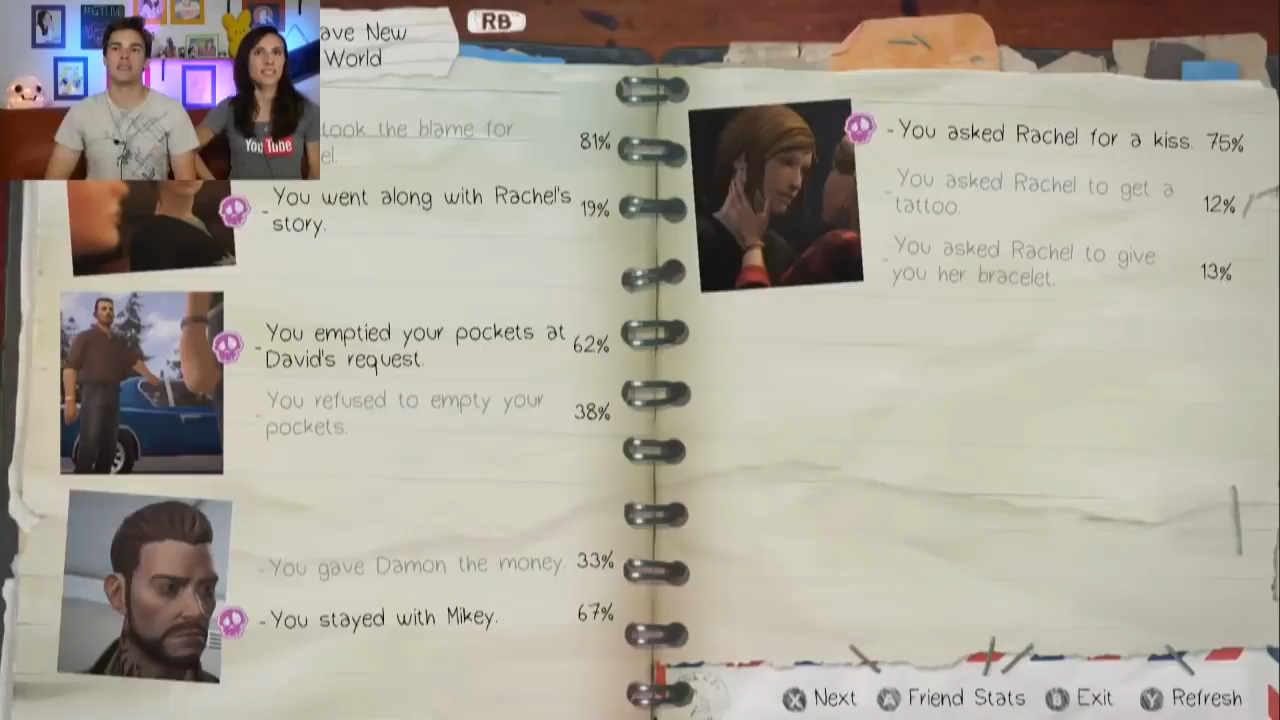 RB
ave New
World
took the blame for
el.
81%
- You went along with Rachel's
story.
19%
- You emptied your pockets at
David's request.
62%
- You refused to empty your
pockets.
38%
- You gave Damon the money. 33%
- You stayed with Mikey. 67%
- You asked Rachel for a kiss. 75%
- You asked Rachel to get a
tattoo.
12%
- You asked Rachel to give
you her bracelet.
13%
You Tube
X Next A Friend Stats B Exit Y Refresh